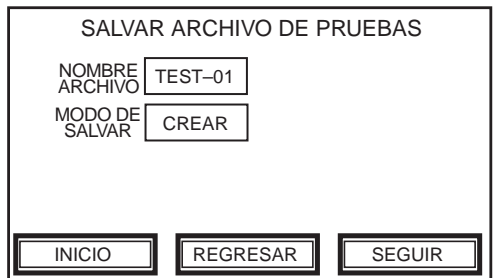 SALVAR ARCHIVO DE PRUEBAS
NOMBRE
ARCHIVO
TEST–01
MODO DE
SALVAR
CREAR
INICIO
REGRESAR
SEGUIR